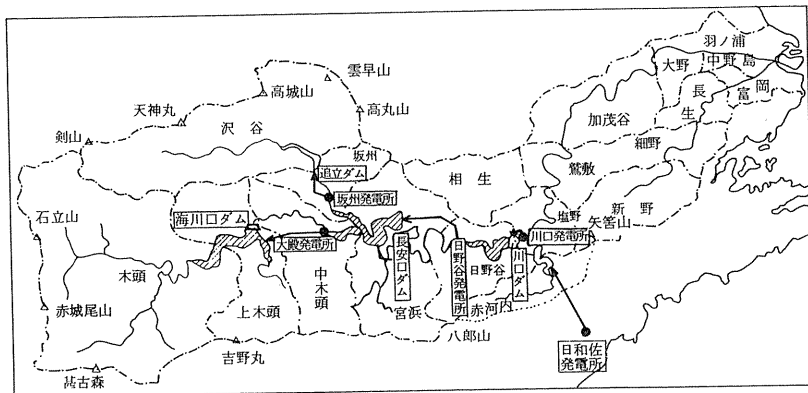 羽ノ浦
中野島
大野
富岡
長生
雲早山
高城山
天神丸
高丸山
加茂谷
沢谷
剣山
細野
坂州
鷲敷
追立ダム
相生
新野
坂州発電所
石立山
海川口ダム
塩野
矢筈山
川口発電所
大殿発電所
長安口ダム
日野谷発電所
日野谷
川口ダム
木頭
中木頭
赤城尾山
上木頭
宮浜
赤河内
八郎山
吉野丸
日和佐
発電所
甚吉森